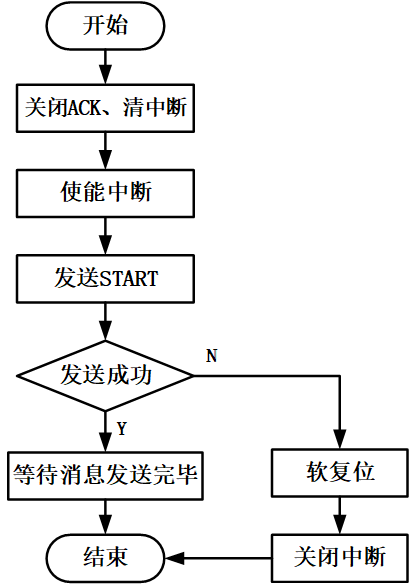 开始
关闭ACK、清中断
使能中断
发送START
发送成功
N
Y
等待消息发送完毕
软复位
结束
关闭中断